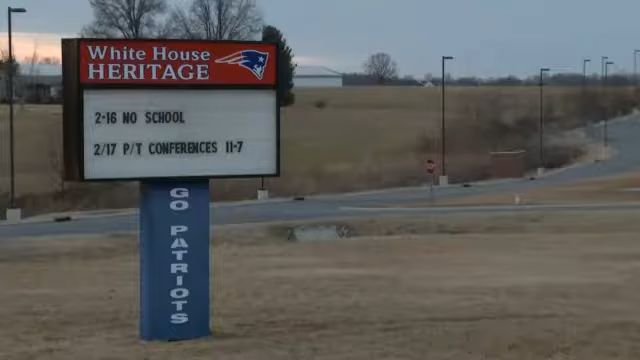 White House
HERITAGE
2-16 NO SCHOOL
2/17 P/T CONFERENCES 11-7
GO PATRIOTS